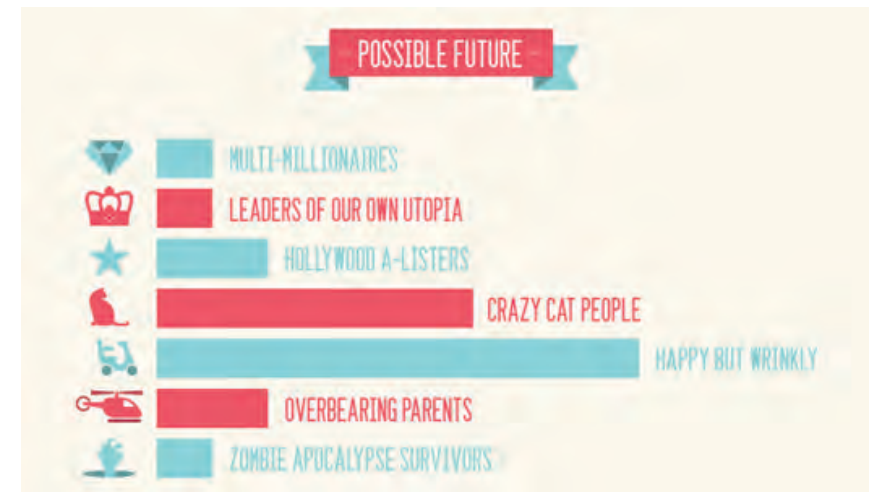 POSSIBLE FUTURE
MULTI-MILLIONAIRES
LEADERS OF OUR OWN UTOPIA
HOLLYWOOD A-LISTERS
CRAZY CAT PEOPLE
HAPPY BUT WRINKLY
OVERBEARING PARENTS
ZOMBIE APOCALYPSE SURVIVORS